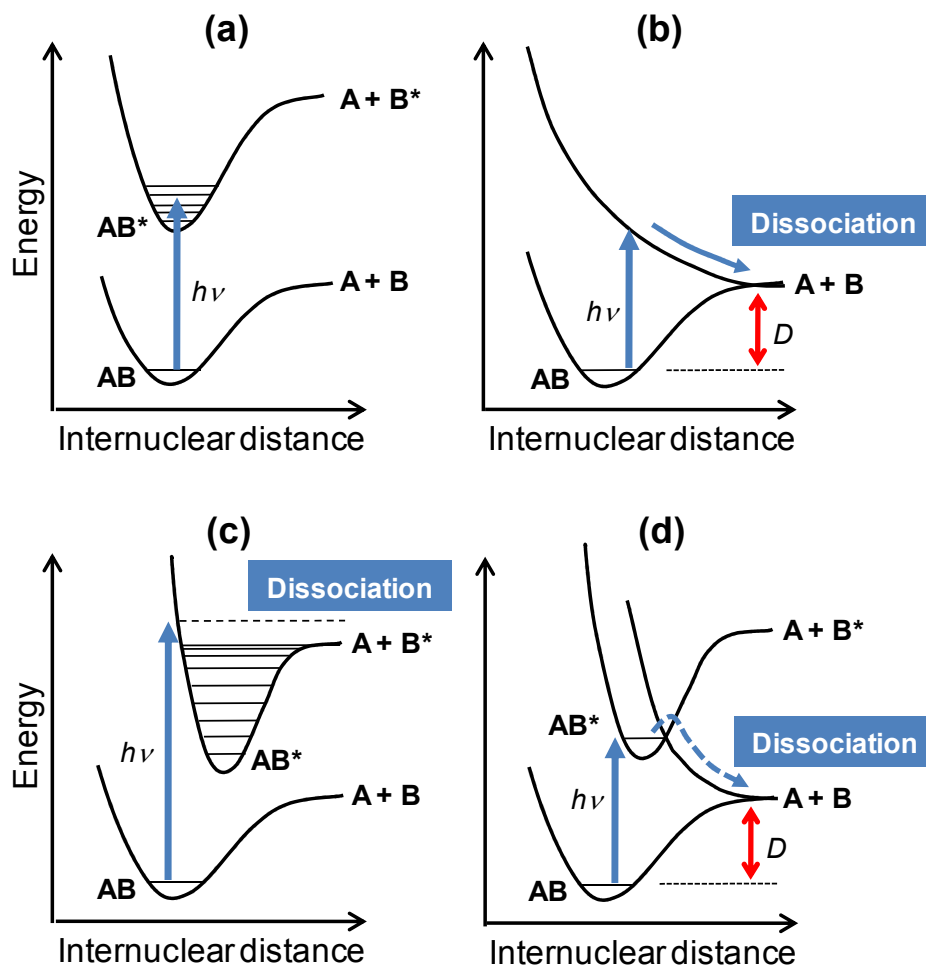 (a)
Energy
A + B*
AB*
hν
A + B
AB
Internuclear distance
(b)
Dissociation
A + B
hν
D
AB
Internuclear distance
(c)
Energy
Dissociation
A + B*
AB*
hν
A + B
AB
Internuclear distance
(d)
A + B*
AB*
Dissociation
hν
A + B
D
AB
Internuclear distance